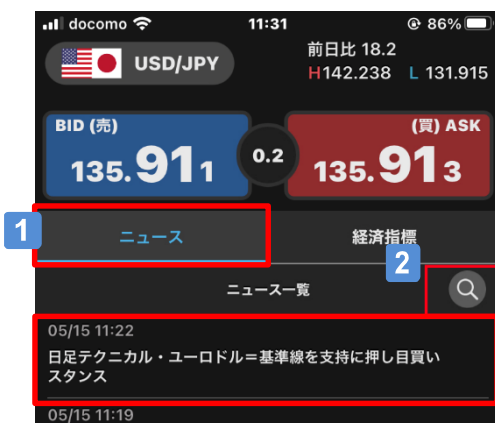 docomo 11:31 86%
USD/JPY 前日比 18.2
H142.238 L 131.915
BID (売) (買) ASK
135.911 0.2 135.913
1 ニュース 経済指標
2
ニュース一覧
05/15 11:22
日足テクニカル・ユーロドル＝基準線を支持に押し目買い
スタンス
05/15 11:19